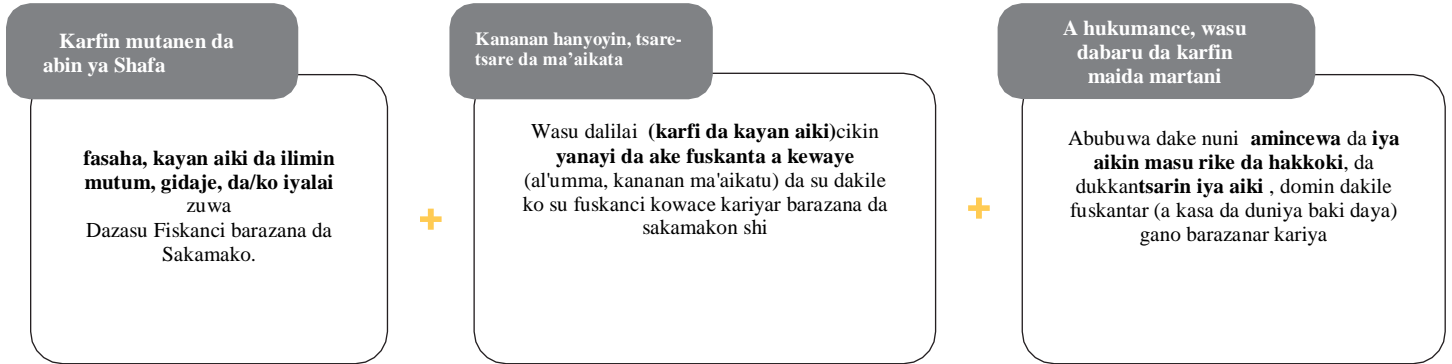 Karfin mutanen da
abin ya Shafa
fasaha, kayan aiki da ilimin
mutum, gidaje, da/ko iyalai
zuwa
Dazasu Fiskanci barazana da
Sakamako.
+
Kananan hanyoyin, tsare-
tsare da ma'aikata
Wasu dalilai (karfi da kayan aiki)cikin
yanayi da ake fuskanta a kewaye
(al'umma, kananan ma'aikatu) da su dakile
ko su fuskanci kowace kariyar barazana da
sakamakon shi
+
A hukumance, wasu
dabaru da karfin
maida martani
Abubuwa dake nuni amincewa da iya
aikin masu rike da hakkoki, da
dukkantsarin iya aiki , domin dakile
fuskantar (a kasa da duniya baki daya)
gano barazanar kariya